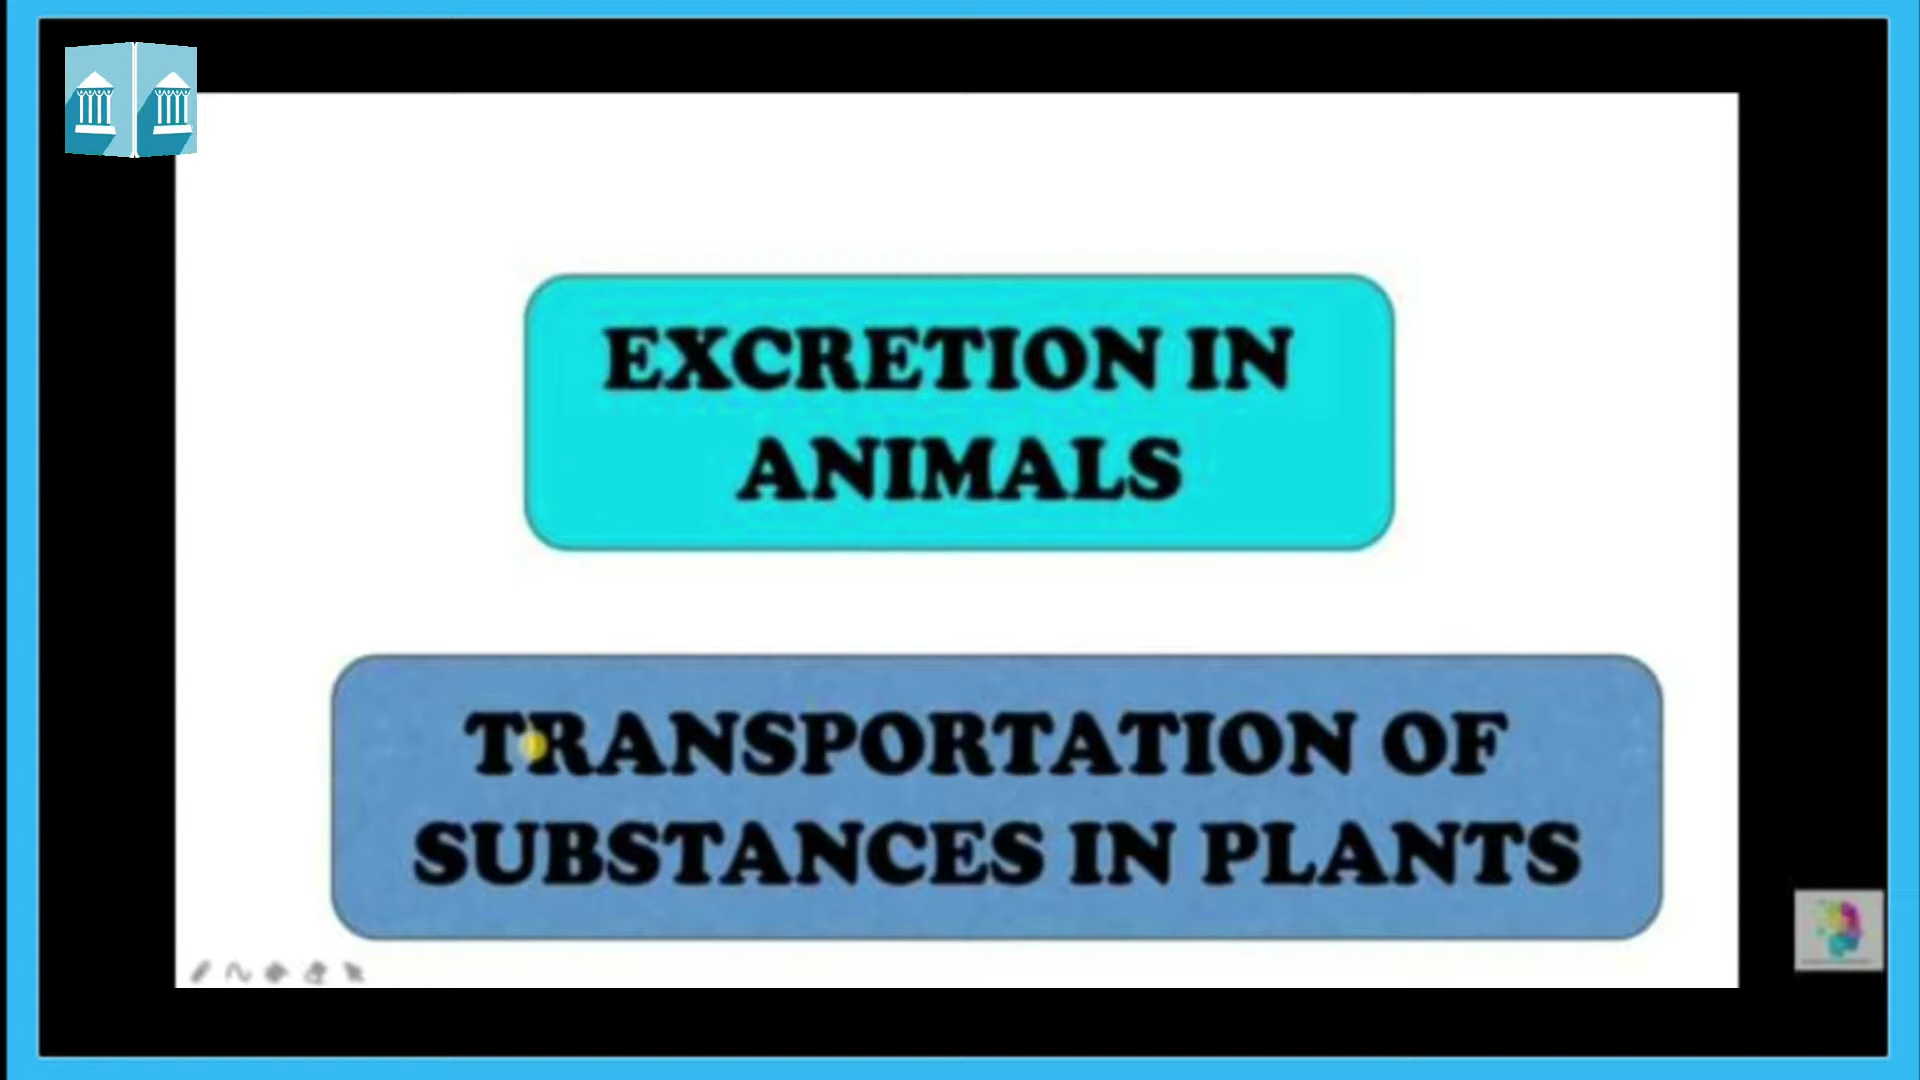 EXCRETION IN
ANIMALS
TRANSPORTATION OF
SUBSTANCES IN PLANTS